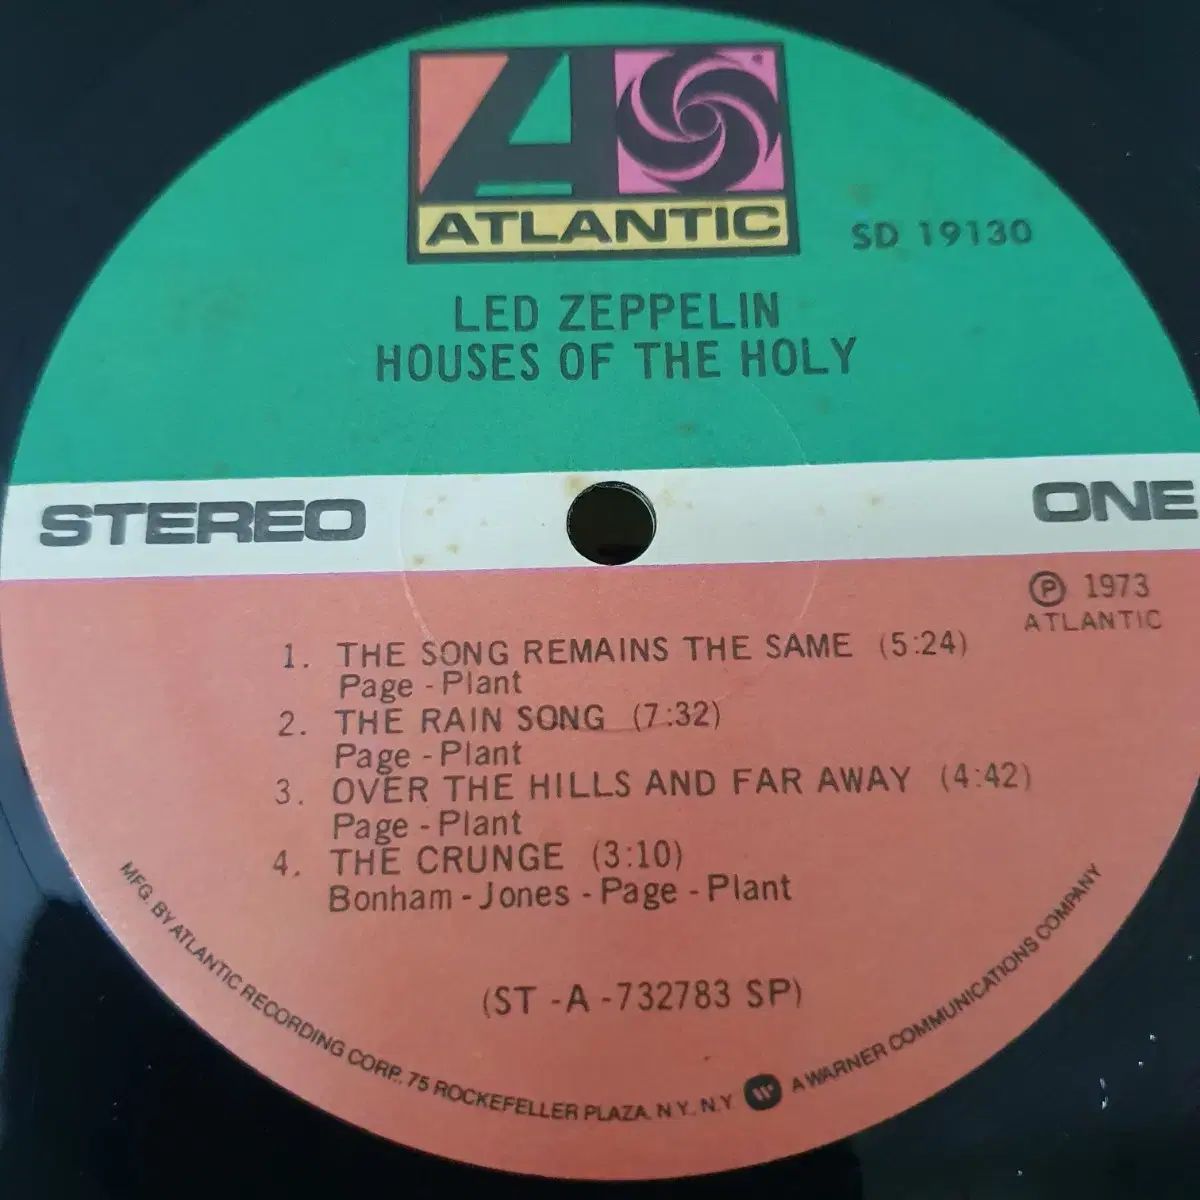 ATLANTIC
SD 19130
LED ZEPPELIN
HOUSES OF THE HOLY
STEREO
ONE
℗ 1973
ATLANTIC
1. THE SONG REMAINS THE SAME (5:24)
Page - Plant
2. THE RAIN SONG (7:32)
Page - Plant
3. OVER THE HILLS AND FAR AWAY (4:42)
Page - Plant
4. THE CRUNGE (3:10)
Bonham - Jones - Page - Plant
(ST -A -732783 SP)
MFG. BY ATLANTIC RECORDING CORP., 75 ROCKEFELLER PLAZA, N.Y., N.Y. A WARNER COMMUNICATIONS COMPANY